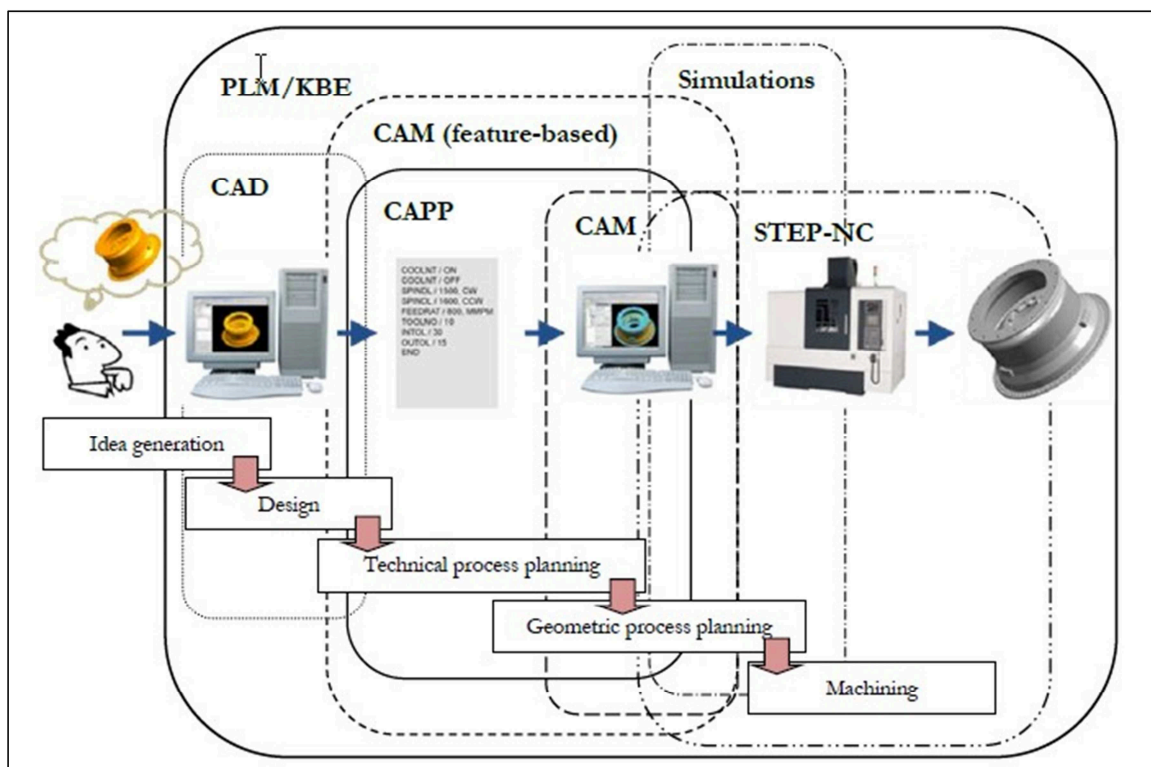 PLM/KBE
Simulations
CAM (feature-based)
CAD
CAPP
CAM
STEP-NC
COOLNT / ON
COOLNT / OFF
SPINDL / 1500, CW
SPINDL / 1600, CCW
FEEDRAT / 800, MMPM
TOOLNO / 10
INTOL / 30
OUTOL / 15
END
Idea generation
Design
Technical process planning
Geometric process planning
Machining